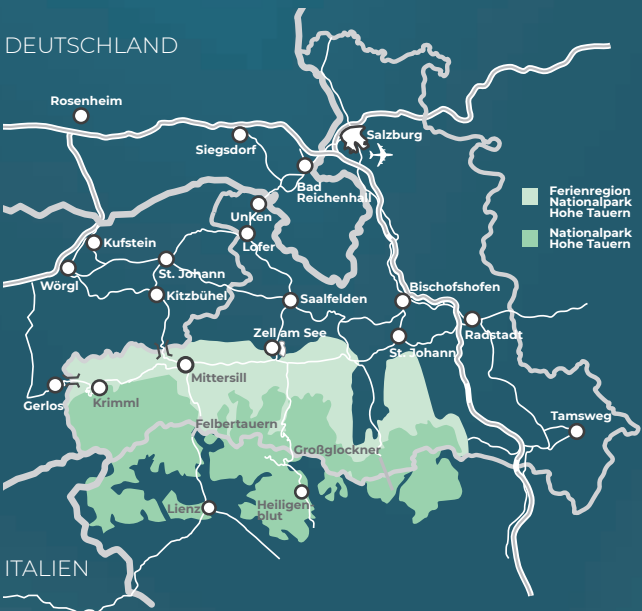 DEUTSCHLAND
Rosenheim
Siegsdorf
Salzburg
Bad
Reichenhall
Unken
Lofer
Ferienregion
Nationalpark
Hohe Tauern
Nationalpark
Hohe Tauern
Kufstein
St. Johann
Wörgl
Kitzbühel
Saalfelden
Bischofshofen
Zell am See
St. Johann
Radstadt
Mittersill
Gerlos
Krimml
Felbertauern
Großglockner
Tamsweg
Lienz
Heiligen
blut
ITALIEN